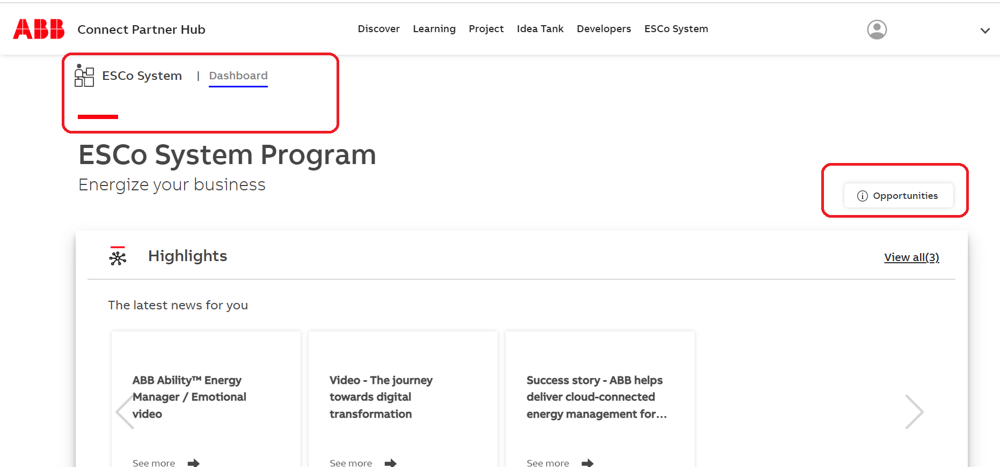 ABB Connect Partner Hub
Discover Learning Project Idea Tank Developers ESCo System
ESCo System | Dashboard
ESCo System Program
Energize your business
Opportunities
Highlights
View all(3)
The latest news for you
ABB Ability™ Energy
Manager / Emotional
video
See more
Video - The journey
towards digital
transformation
See more
Success story - ABB helps
deliver cloud-connected
energy management for...
See more